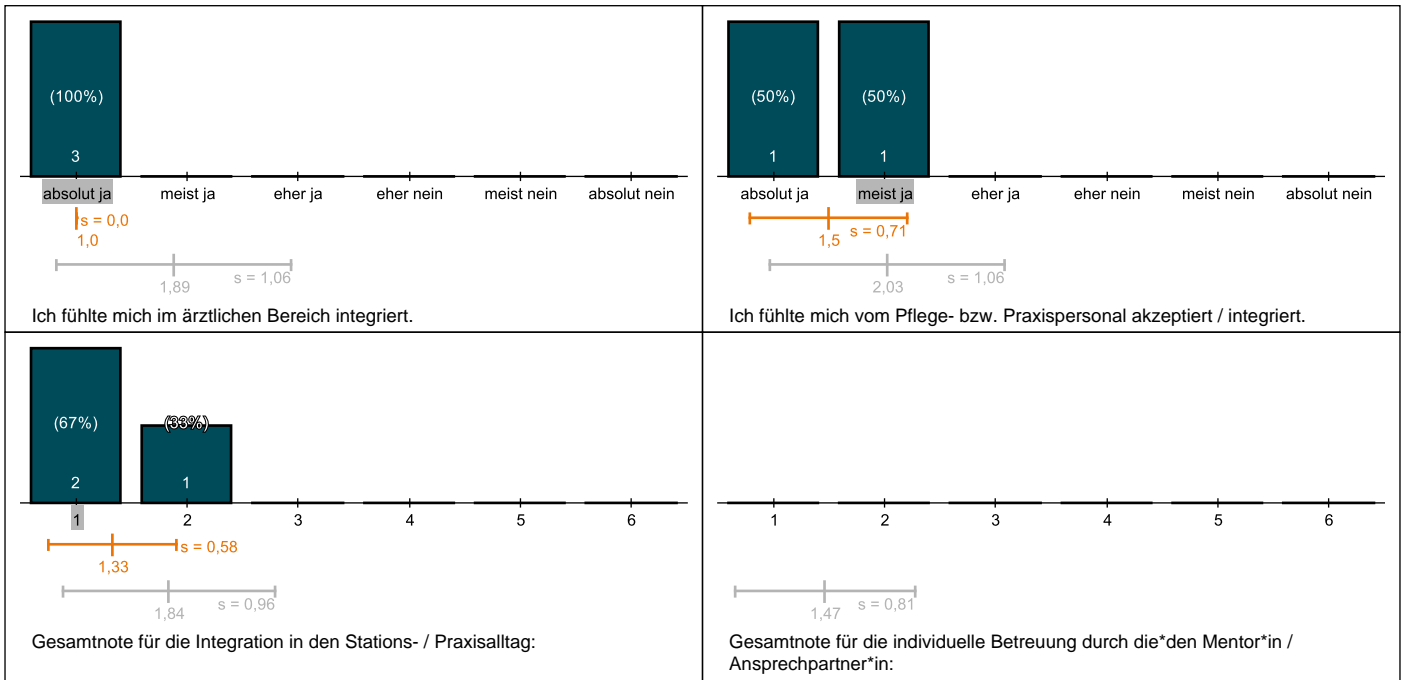 (100%)
3
absolut ja meist ja eher ja eher nein meist nein absolut nein
s = 0,0
1,0
s = 1,06
1,89
Ich fühlte mich im ärztlichen Bereich integriert.
(50%) (50%)
1 1
absolut ja meist ja eher ja eher nein meist nein absolut nein
s = 0,71
1,5
s = 1,06
2,03
Ich fühlte mich vom Pflege- bzw. Praxispersonal akzeptiert / integriert.
(67%) (33%)
2 1
1 2 3 4 5 6
s = 0,58
1,33
s = 0,96
1,84
Gesamtnote für die Integration in den Stations- / Praxisalltag:
1 2 3 4 5 6
s = 0,81
1,47
Gesamtnote für die individuelle Betreuung durch die*den Mentor*in /
Ansprechpartner*in: